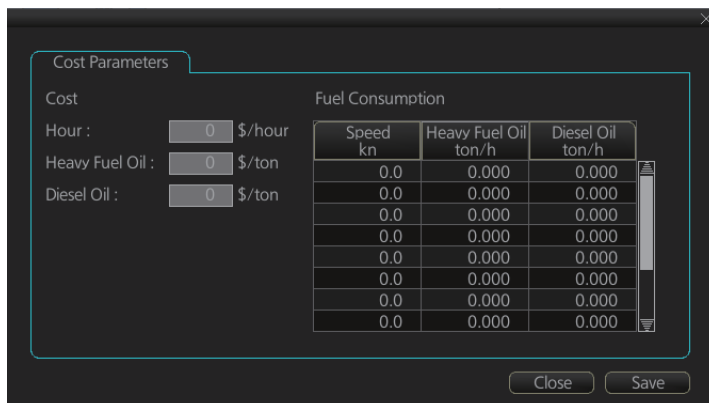 Cost Parameters
Cost
Hour : 0 $/hour
Heavy Fuel Oil : 0 $/ton
Diesel Oil : 0 $/ton
Fuel Consumption
Speed kn Heavy Fuel Oil ton/h Diesel Oil ton/h
0.0 0.000 0.000
0.0 0.000 0.000
0.0 0.000 0.000
0.0 0.000 0.000
0.0 0.000 0.000
0.0 0.000 0.000
0.0 0.000 0.000
0.0 0.000 0.000
Close Save